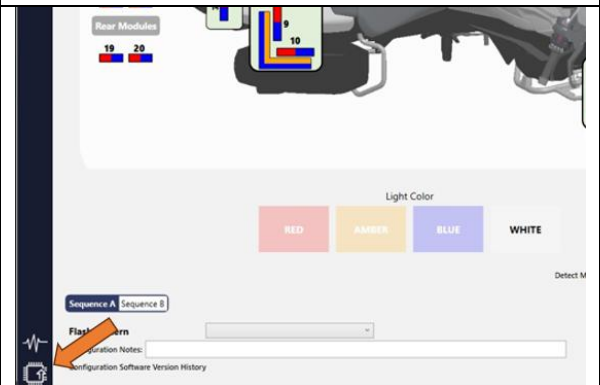 Rear Modules
9
19 20
10
Light Color
RED AMBER BLUE WHITE
Detect M
Sequence A Sequence B
Configuration Software Version History